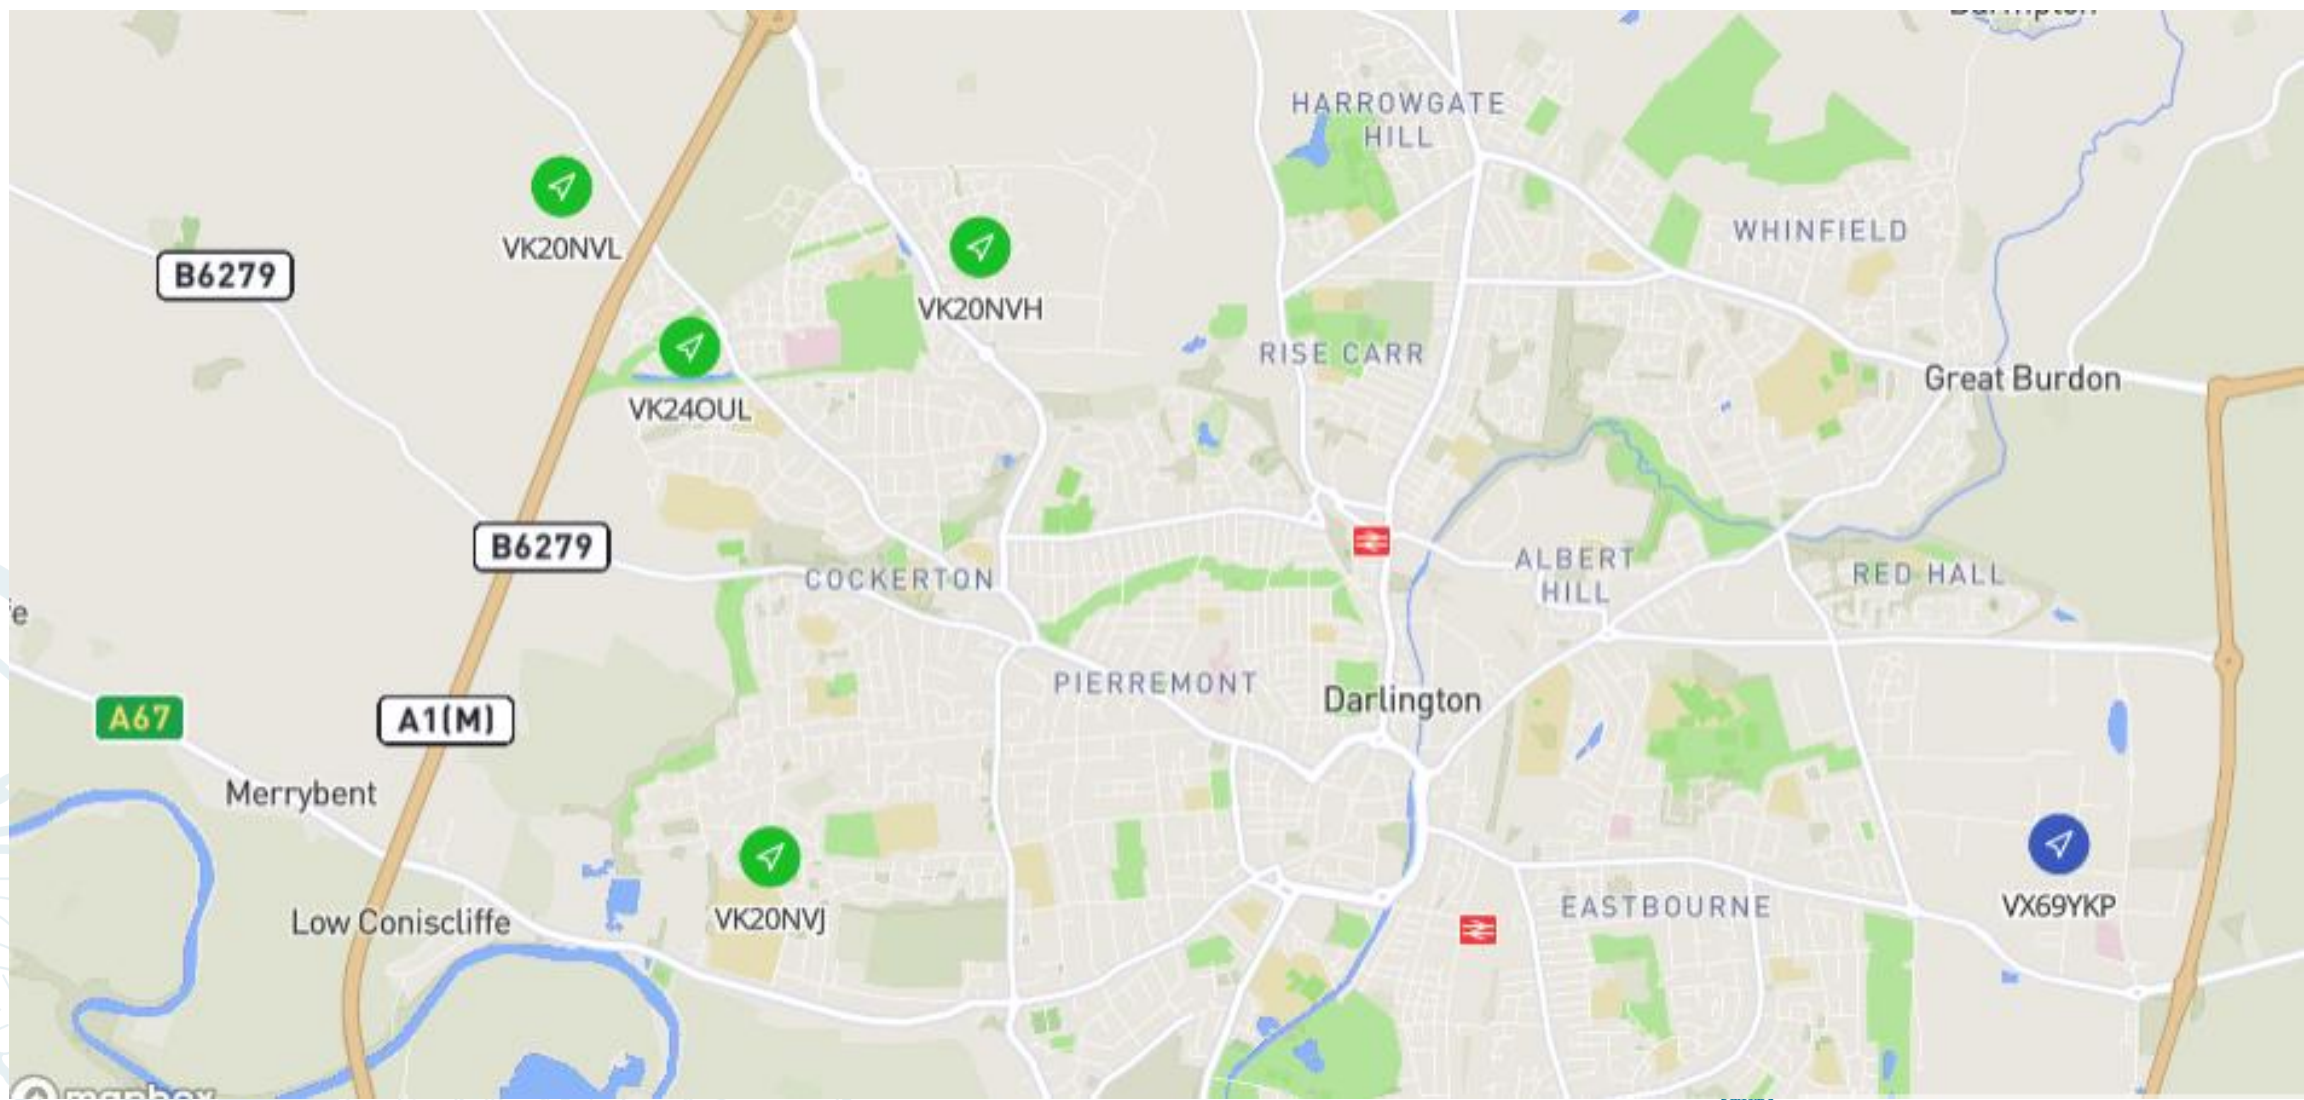 HARROWGATE
HILL
WHINFIELD
VK20NVL
B6279
VK20NVH
RISE CARR
Great Burdon
VK24OUL
B6279
COCKERTON
ALBERT
HILL
RED HALL
PIERREMONT
Darlington
A67
A1(M)
Merrybent
VK20NVJ
Low Coniscliffe
EASTBOURNE
VX69YKP
mapbox